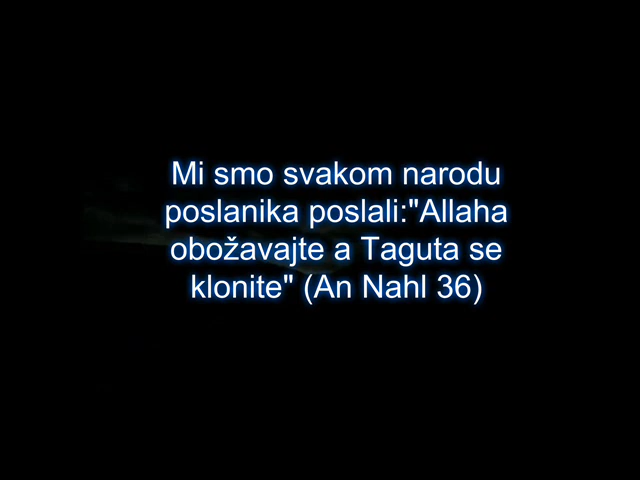 Mi smo svakom narodu
poslanika poslali:"Allaha
obožavajte a Taguta se
klonite" (An Nahl 36)